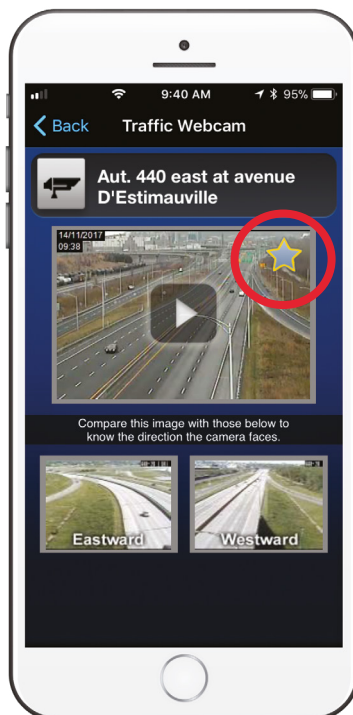 9:40 AM
95%
Back
Traffic Webcam
Aut. 440 east at avenue
D'Estimauville
14/11/2017
09:38
Compare this image with those below to
know the direction the camera faces.
Eastward
Westward